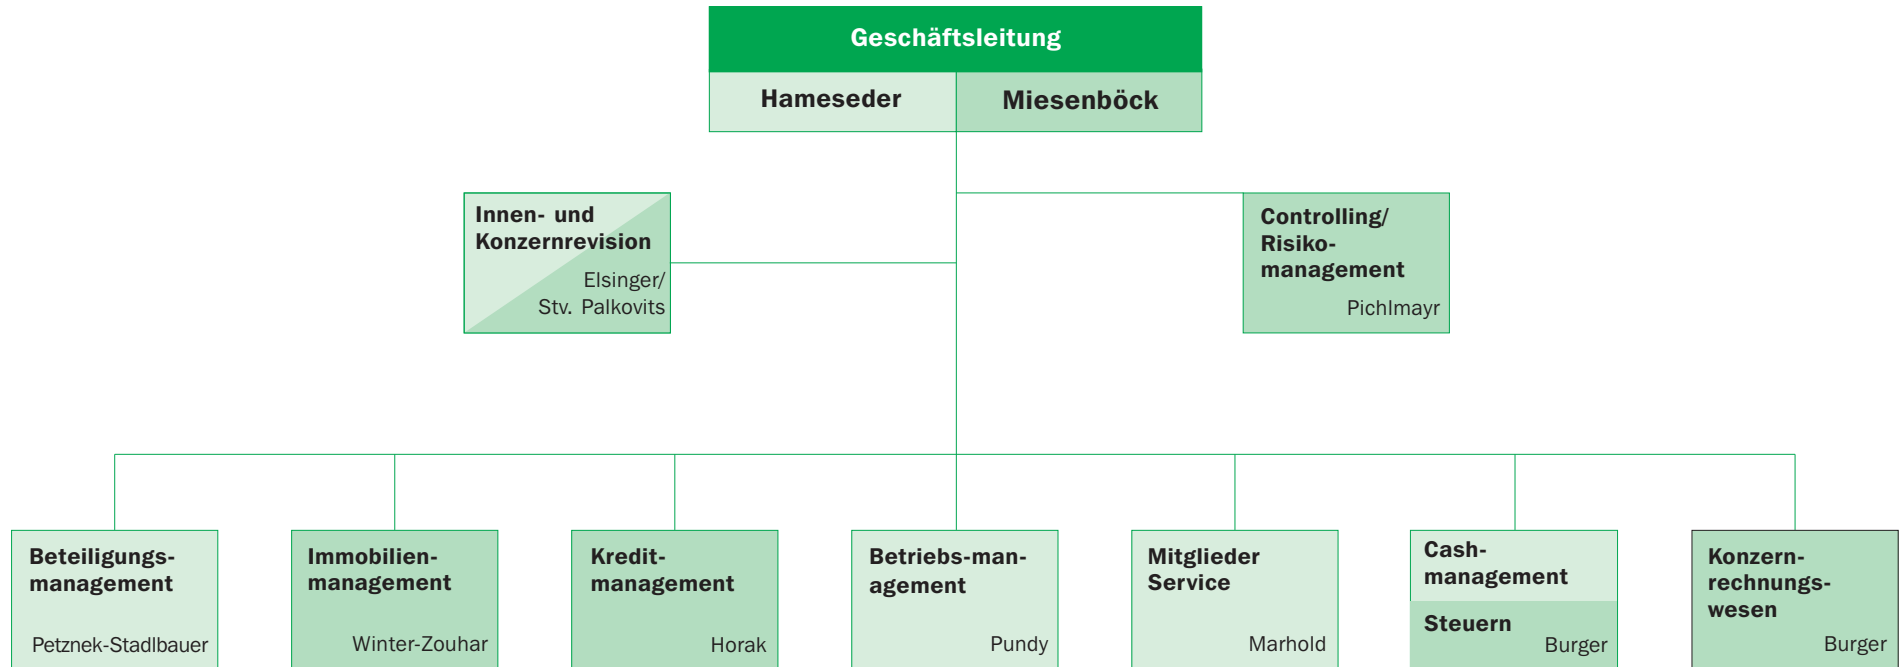 Geschäftsleitung
Hameseder
Miesenböck
Innen- und
Konzernrevision
Elsinger/
Stv. Palkovits
Controlling/
Risiko-
management
Pichlmayr
Beteiligungs-
management
Petznek-Stadlbauer
Immobilien-
management
Winter-Zouhar
Kredit-
management
Horak
Betriebs-man-
agement
Pundy
Mitglieder
Service
Marhold
Cash-
management
Steuern
Burger
Konzern-
rechnungs-
wesen
Burger